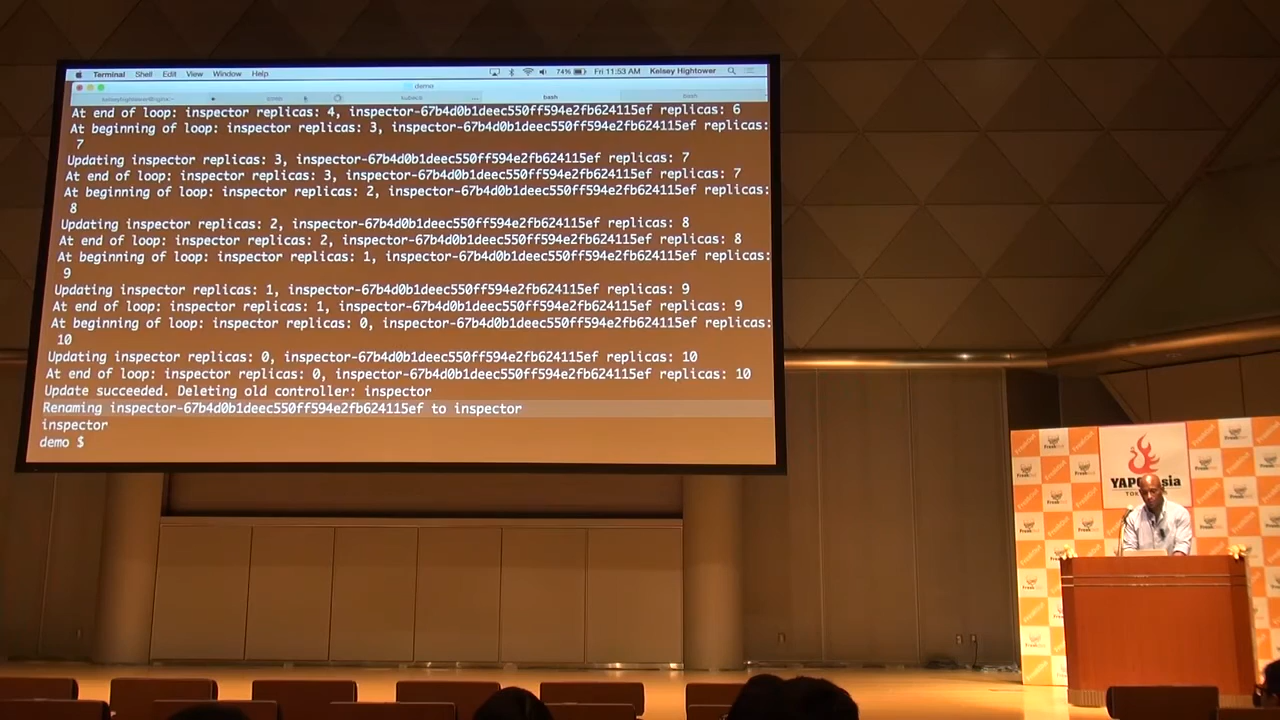 Terminal Shell Edit View Window Help 74% Fri 11:53 AM Kelsey Hightower
demo
bash bash
At end of loop: inspector replicas: 4, inspector-67b4d0b1deec550ff594e2fb624115ef replicas: 6
At beginning of loop: inspector replicas: 3, inspector-67b4d0b1deec550ff594e2fb624115ef replicas:
7
Updating inspector replicas: 3, inspector-67b4d0b1deec550ff594e2fb624115ef replicas: 7
At end of loop: inspector replicas: 3, inspector-67b4d0b1deec550ff594e2fb624115ef replicas: 7
At beginning of loop: inspector replicas: 2, inspector-67b4d0b1deec550ff594e2fb624115ef replicas:
8
Updating inspector replicas: 2, inspector-67b4d0b1deec550ff594e2fb624115ef replicas: 8
At end of loop: inspector replicas: 2, inspector-67b4d0b1deec550ff594e2fb624115ef replicas: 8
At beginning of loop: inspector replicas: 1, inspector-67b4d0b1deec550ff594e2fb624115ef replicas:
9
Updating inspector replicas: 1, inspector-67b4d0b1deec550ff594e2fb624115ef replicas: 9
At end of loop: inspector replicas: 1, inspector-67b4d0b1deec550ff594e2fb624115ef replicas: 9
At beginning of loop: inspector replicas: 0, inspector-67b4d0b1deec550ff594e2fb624115ef replicas:
10
Updating inspector replicas: 0, inspector-67b4d0b1deec550ff594e2fb624115ef replicas: 10
At end of loop: inspector replicas: 0, inspector-67b4d0b1deec550ff594e2fb624115ef replicas: 10
Update succeeded. Deleting old controller: inspector
Renaming inspector-67b4d0b1deec550ff594e2fb624115ef to inspector
inspector
demo $
FreakOut